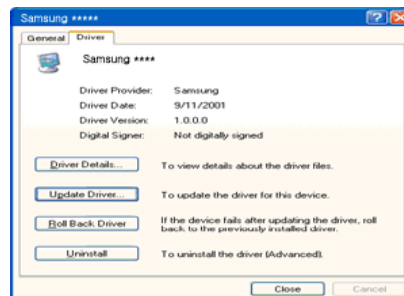 Samsung *****
General Driver
Samsung ****
Driver Provider: Samsung
Driver Date: 9/11/2001
Driver Version: 1.0.0.0
Digital Signer: Not digitally signed
Driver Details... To view details about the driver files.
Update Driver... To update the driver for this device.
Roll Back Driver If the device fails after updating the driver, roll
back to the previously installed driver.
Uninstall To uninstall the driver (Advanced).
Close Cancel